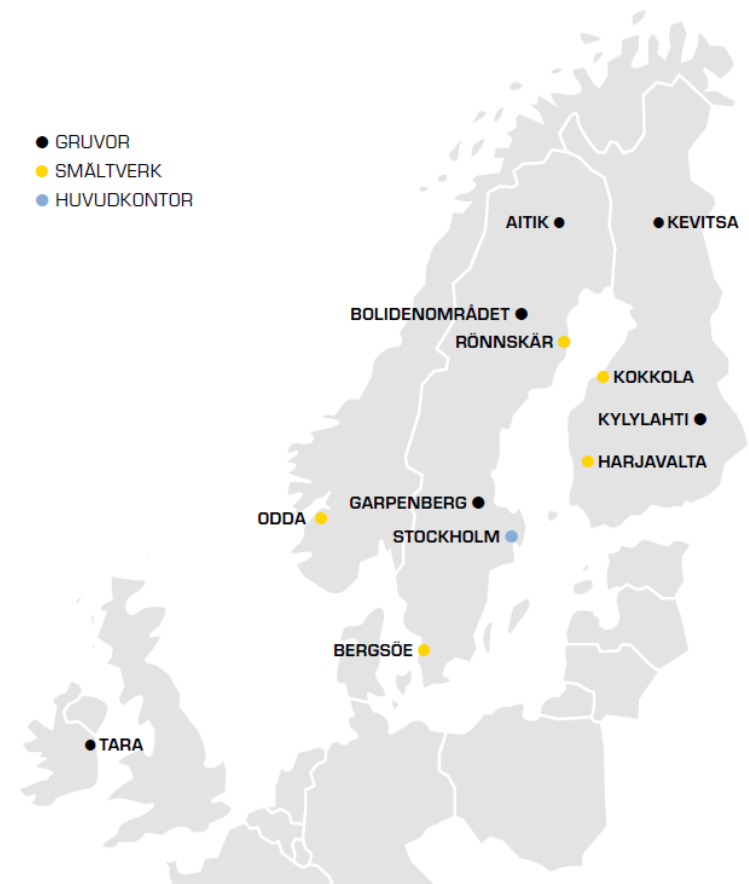 GRUVOR
SMÄLTVERK
HUVUDKONTOR
AITIK
KEVITSA
BOLIDENOMRÅDET
RÖNNSKÄR
KOKKOLA
KYLYLAHTI
HARJAVALTA
GARPENBERG
ODDA
STOCKHOLM
BERGSÖE
TARA